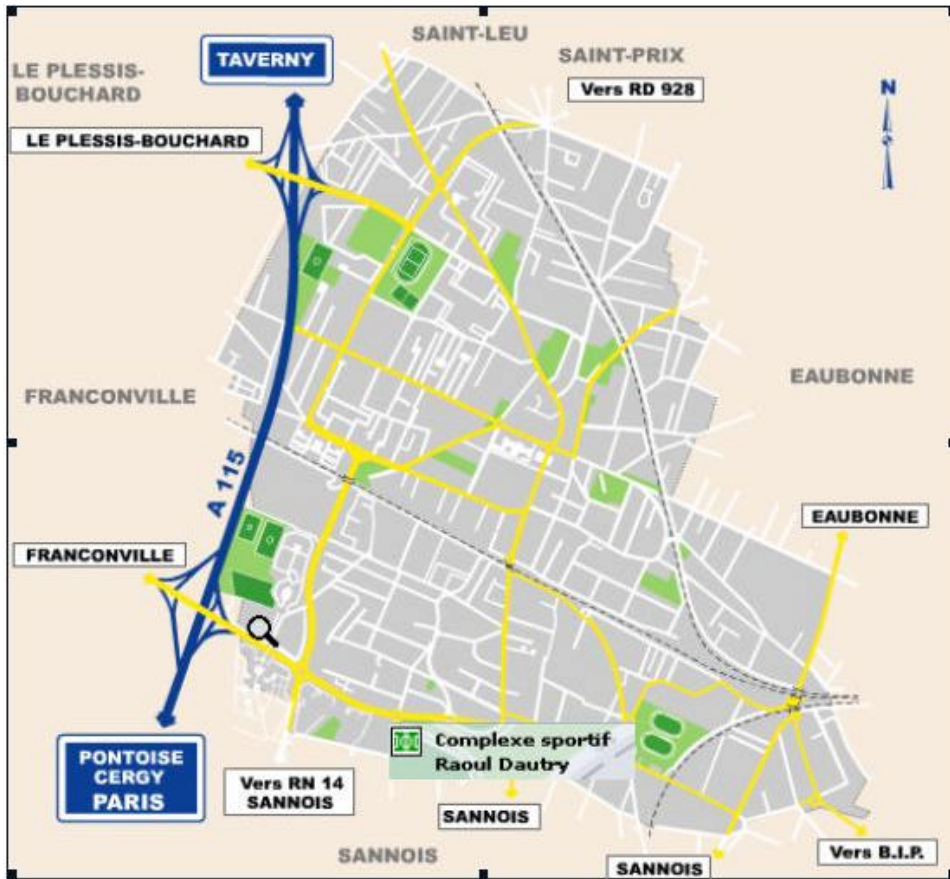 SAINT-LEU
TAVERNY
SAINT-PRIX
LE PLESSIS-
BOUCHARD
Vers RD 928
N
LE PLESSIS-BOUCHARD
FRANCONVILLE
EAUBONNE
A 115
EAUBONNE
FRANCONVILLE
Complexe sportif
Raoul Dautry
PONTOISE
CERGY
PARIS
Vers RN 14
SANNOIS
SANNOIS
SANNOIS
SANNOIS
Vers B.I.P.